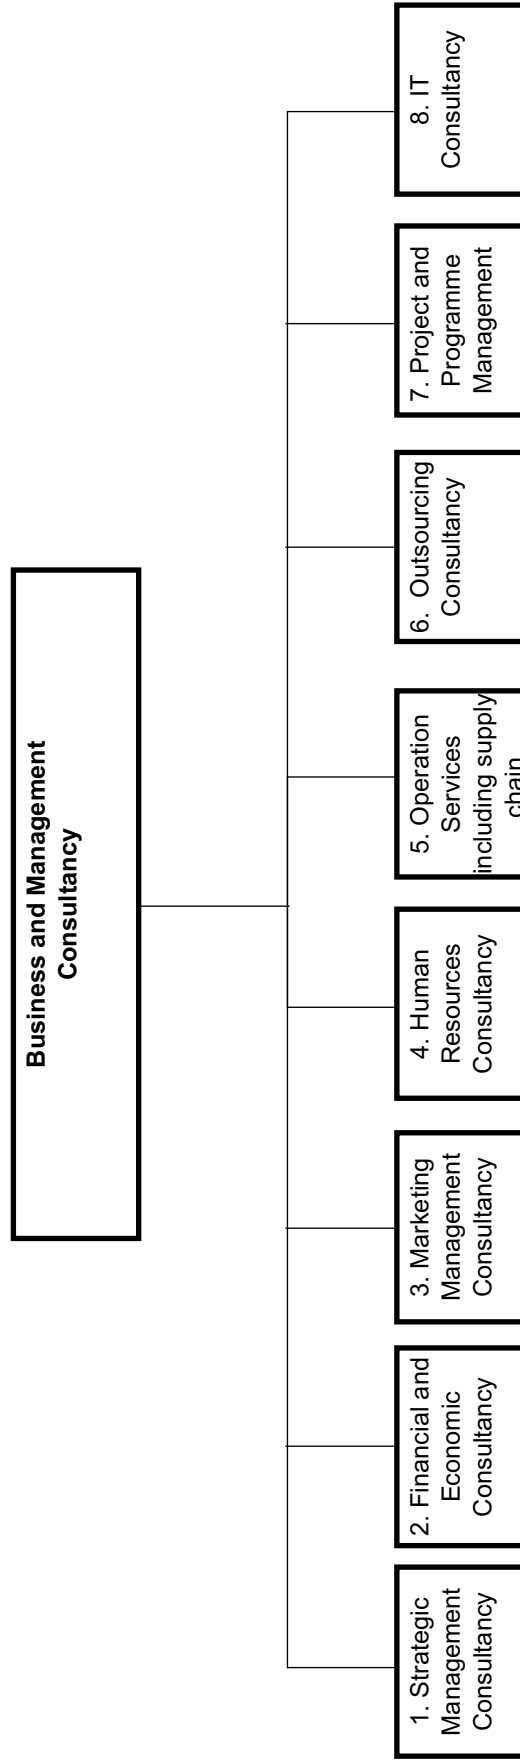 Business and Management
Consultancy
1. Strategic
Management
Consultancy
2. Financial and
Economic
Consultancy
3. Marketing
Management
Consultancy
4. Human
Resources
Consultancy
5. Operation
Services
including supply
chain
6. Outsourcing
Consultancy
7. Project and
Programme
Management
8. IT
Consultancy